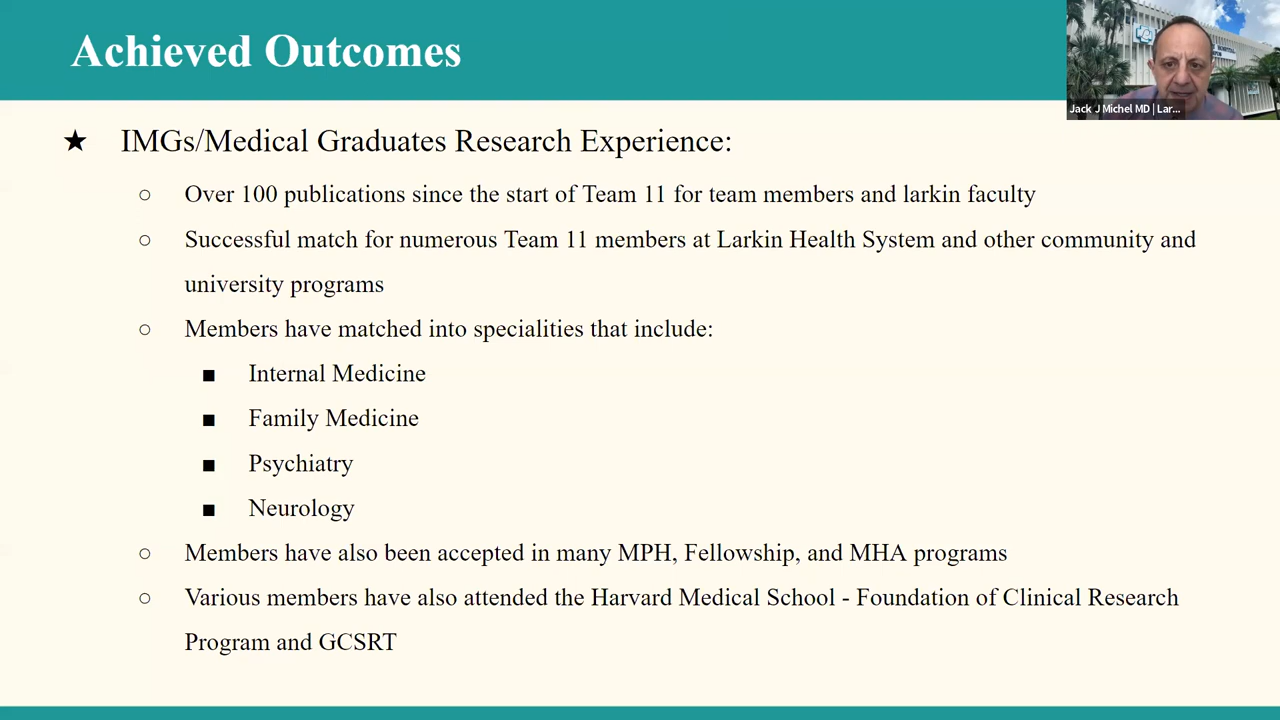 Achieved Outcomes
Jack J Michel MD | Lar...
★ IMGs/Medical Graduates Research Experience:
○ Over 100 publications since the start of Team 11 for team members and larkin faculty
○ Successful match for numerous Team 11 members at Larkin Health System and other community and
university programs
○ Members have matched into specialities that include:
■ Internal Medicine
■ Family Medicine
■ Psychiatry
■ Neurology
○ Members have also been accepted in many MPH, Fellowship, and MHA programs
○ Various members have also attended the Harvard Medical School - Foundation of Clinical Research
Program and GCSRT